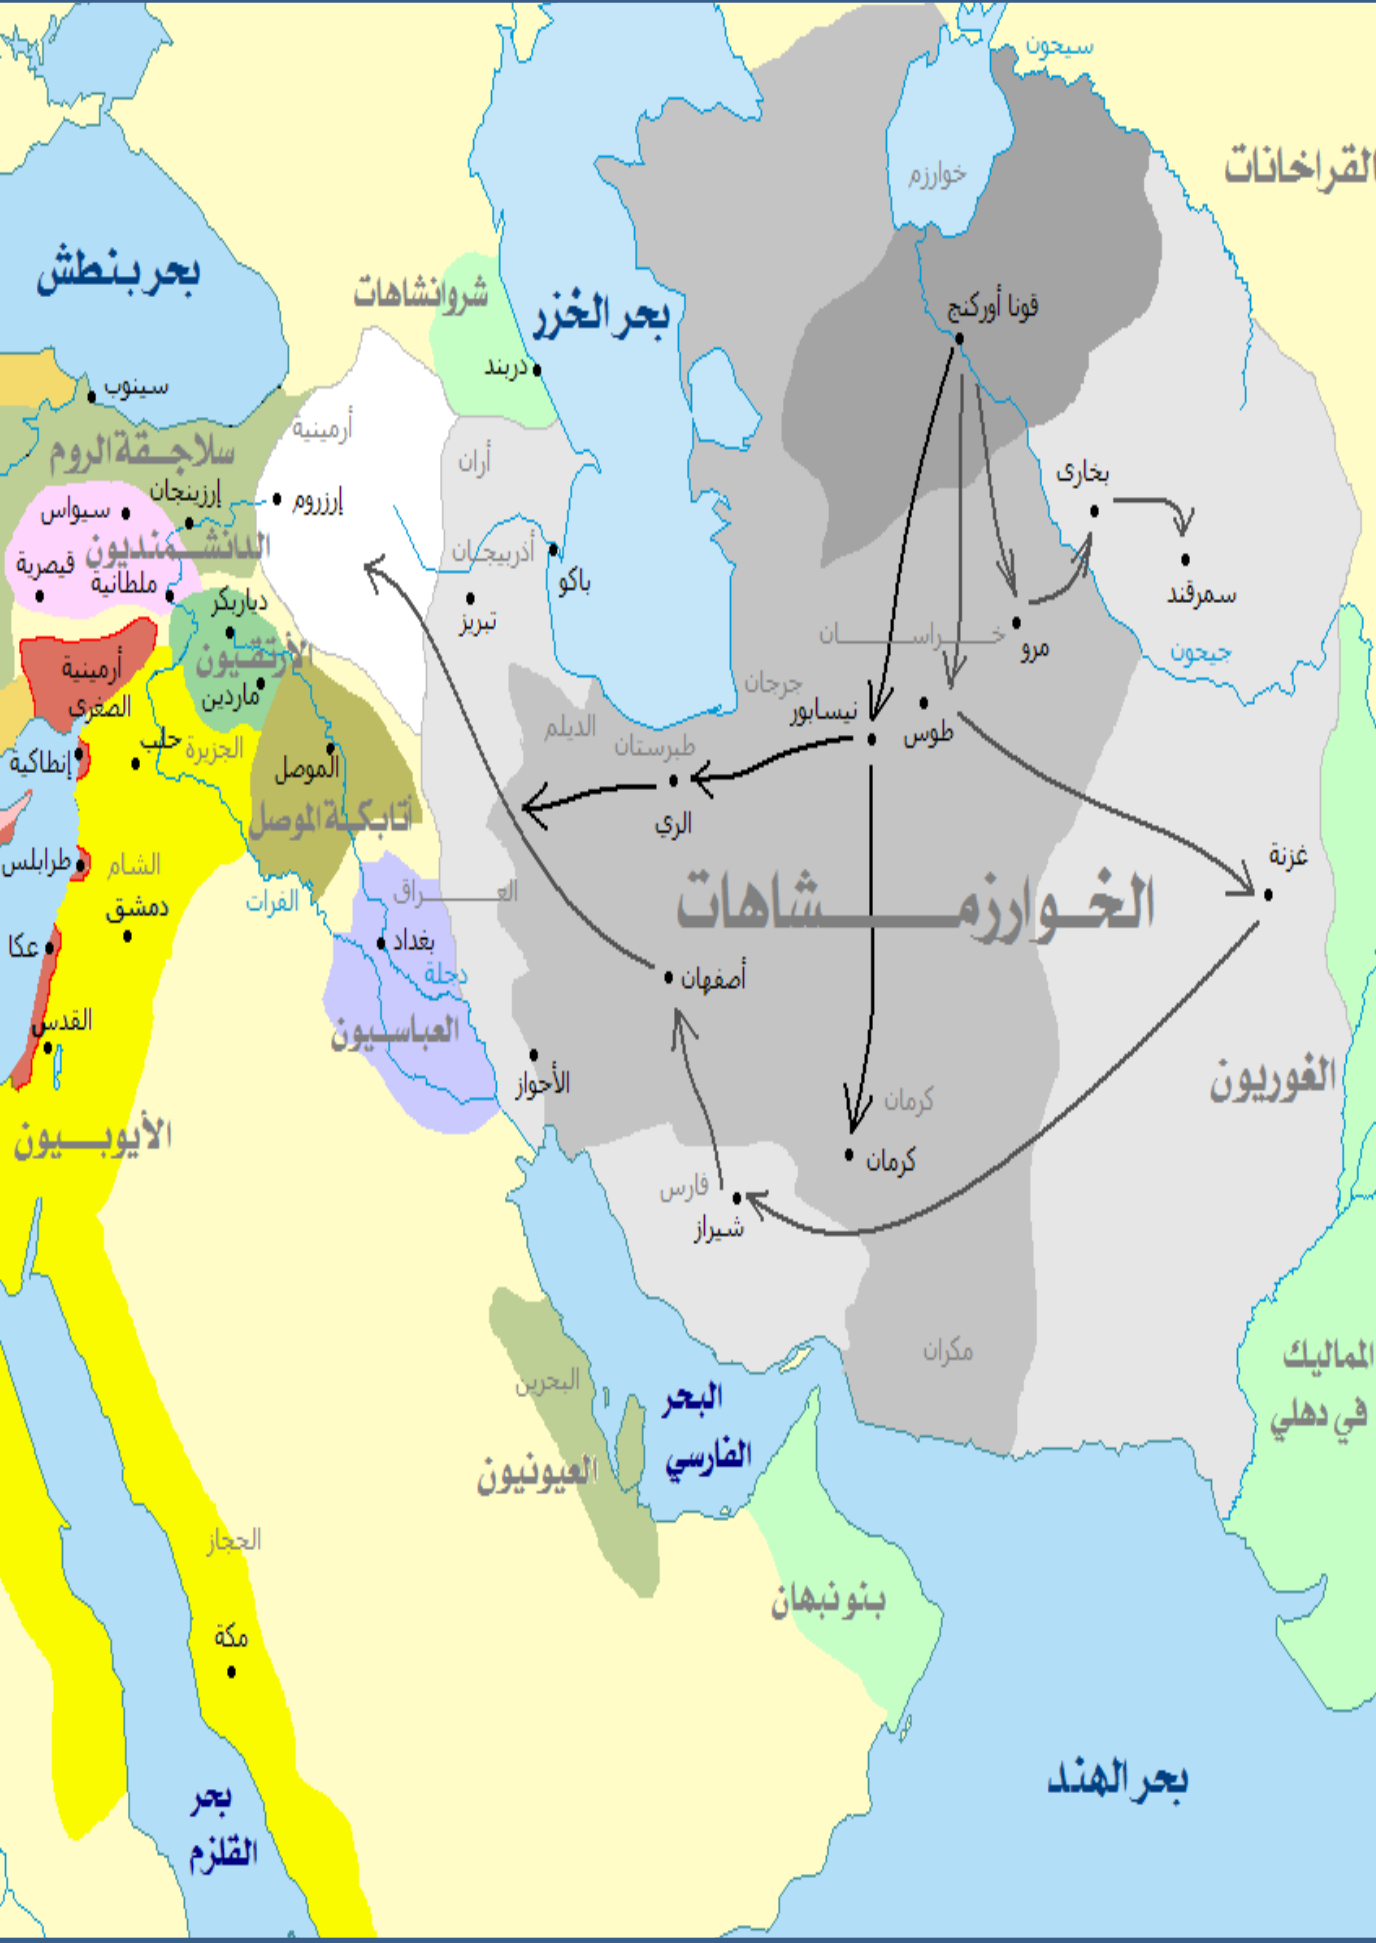 سيحون
القراخانات
خوارزم
بحر بنطش
شروانشاهات
بحر الخزر
قونا أوركنج
دربند
سينوب
أرمينية
سلاجقة الروم
أران
بخارى
إرزينجان
إرزروم
سيواس
الدانشمنديون
أذربيجان
قيصرية
ملطانية
باكو
سمرقند
دياربكر
تبريز
خراسان
مرو
جيحون
الأرتقيون
أرمينية
الصغرى
ماردين
جرجان
نيسابور
طوس
الديلم
طبرستان
حلب
الجزيرة
إنطاكية
الموصل
أتابكة الموصل
الري
غزنة
طرابلس
الشام
العراق
الخوارزمشاهات
الفرات
دمشق
عكا
بغداد
دجلة
أصفهان
القدس
العباسيون
الأحواز
الغوريون
كرمان
الأيوبيون
كرمان
فارس
شيراز
مكران
المماليك
في دهلي
البحرين
البحر
الفارسي
العيونيون
الحجاز
بنو نبهان
مكة
بحر الهند
بحر
القلزم